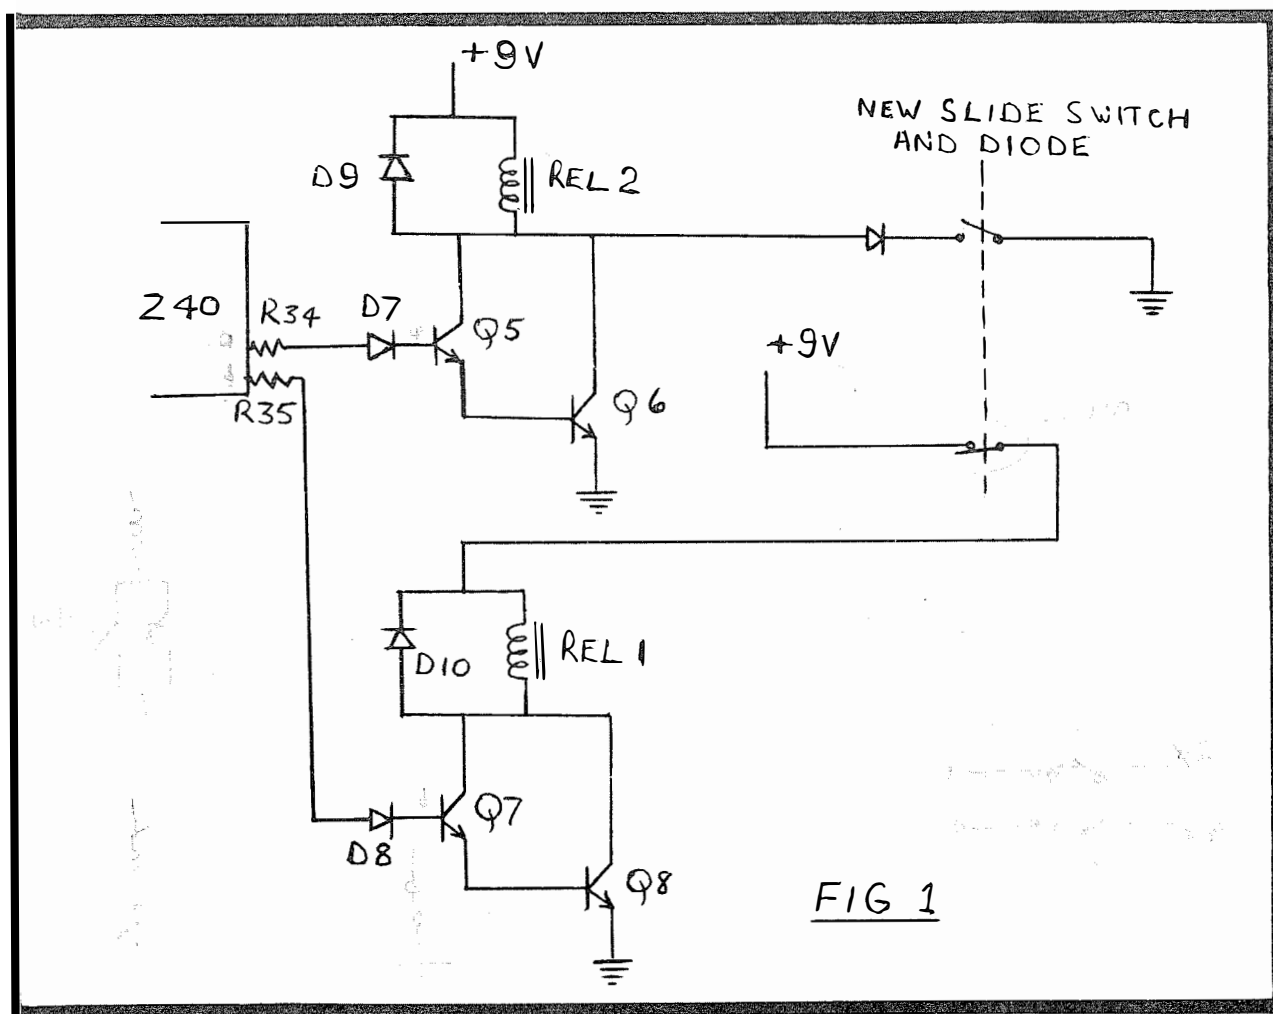 +9V
NEW SLIDE SWITCH
AND DIODE
D9
REL 2
Z40
R34
D7
Q5
+9V
R35
Q6
D10
REL 1
Q7
D8
Q8
FIG 1